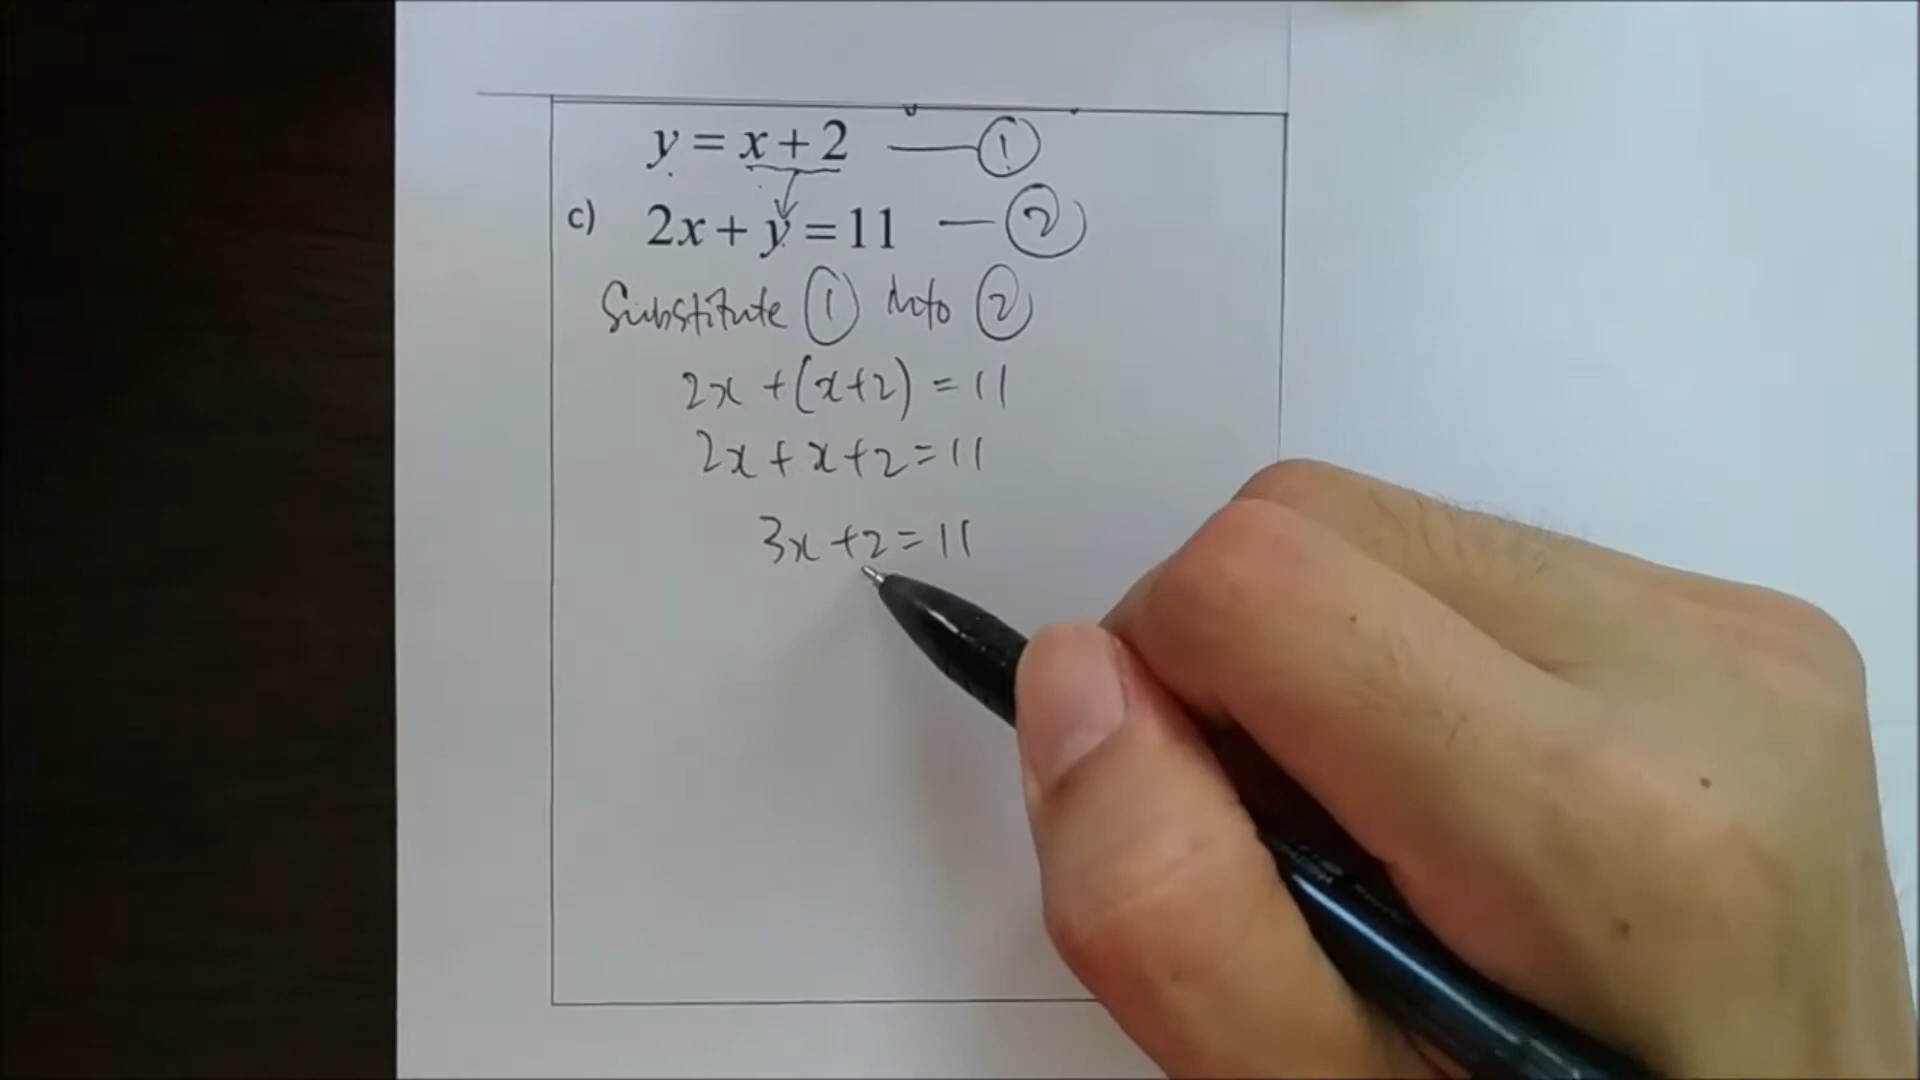 y = x + 2 — ①
c) 2x + y = 11 — ②
Substitute ① into ②
2x + (x+2) = 11
2x + x + 2 = 11
3x + 2 = 11